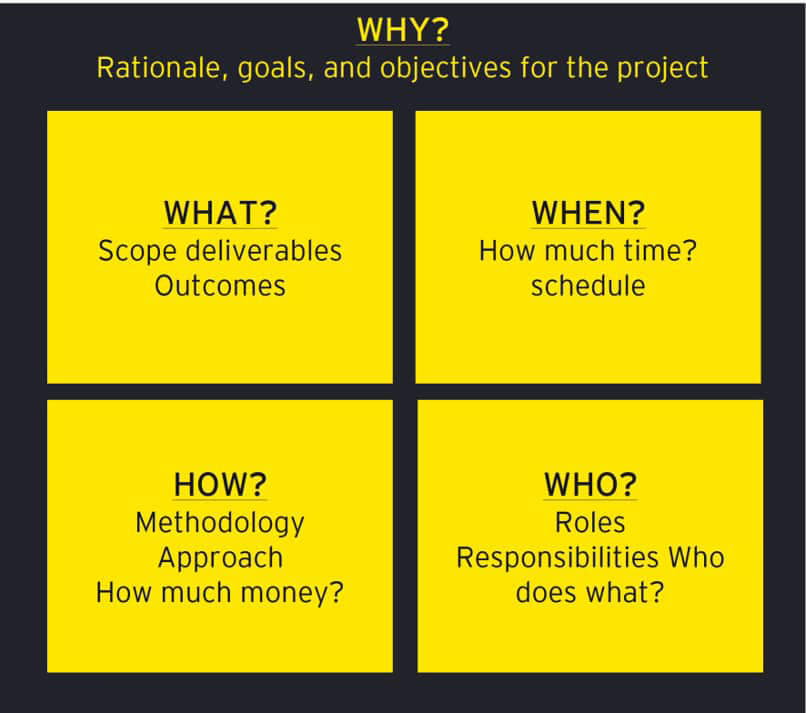 WHY?
Rationale, goals, and objectives for the project
WHAT?
Scope deliverables
Outcomes
WHEN?
How much time?
schedule
HOW?
Methodology
Approach
How much money?
WHO?
Roles
Responsibilities Who
does what?